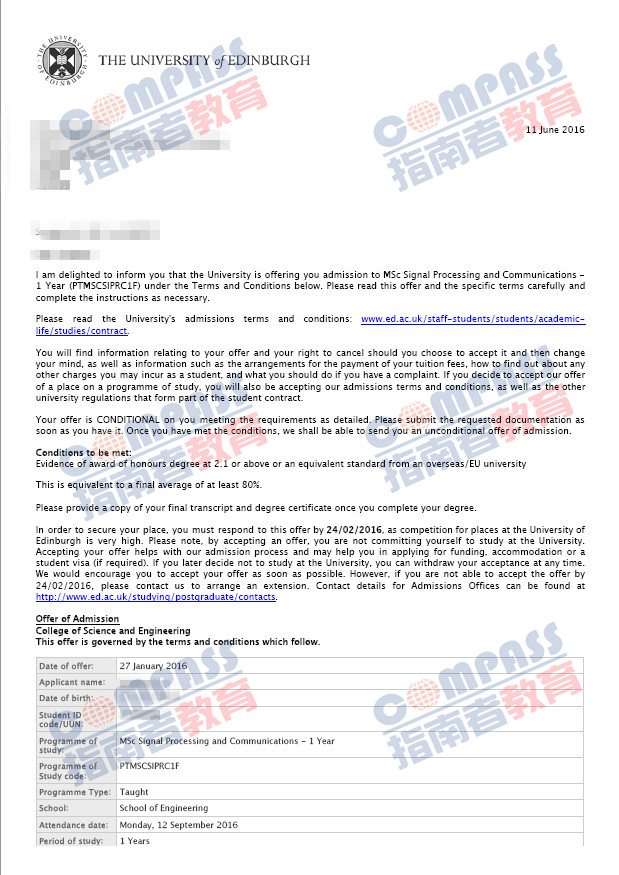 THE UNIVERSITY of EDINBURGH
COMPASS
指南者教育
COMPASS
指南者教育
11 June 2016
I am delighted to inform you that the University is offering you admission to MSc Signal Processing and Communications –
1 Year (PTMSCSIPRC1F) under the Terms and Conditions below. Please read this offer and the specific terms carefully and
complete the instructions as necessary.
Please read the University's admissions terms and conditions: www.ed.ac.uk/staff-students/students/academic-
life/studies/contract.
You will find information relating to your offer and your right to cancel should you choose to accept it and then change
your mind, as well as information such as the arrangements for the payment of your tuition fees, how to find out about any
other charges you may incur as a student, and what you should do if you have a complaint. If you decide to accept our offer
of a place on a programme of study, you will also be accepting our admissions terms and conditions, as well as the other
university regulations that form part of the student contract.
COMPASS
指南者教育
COMPASS
指南者教育
Your offer is CONDITIONAL on you meeting the requirements as detailed. Please submit the requested documentation as
soon as you have it. Once you have met the conditions, we shall be able to send you an unconditional offer of admission.
Conditions to be met:
Evidence of award of honours degree at 2.1 or above or an equivalent standard from an overseas/EU university
This is equivalent to a final average of at least 80%.
Please provide a copy of your final transcript and degree certificate once you complete your degree.
In order to secure your place, you must respond to this offer by 24/02/2016, as competition for places at the University of
Edinburgh is very high. Please note, by accepting an offer, you are not committing yourself to study at the University.
Accepting your offer helps with our admission process and may help you in applying for funding, accommodation or a
student visa (if required). If you later decide not to study at the University, you can withdraw your acceptance at any time.
We would encourage you to accept your offer as soon as possible. However, if you are not able to accept the offer by
24/02/2016, please contact us to arrange an extension. Contact details for Admissions Offices can be found at
http://www.ed.ac.uk/studying/postgraduate/contacts.
Offer of Admission
College of Science and Engineering
This offer is governed by the terms and conditions which follow.
COMPASS
指南者教育
COMPASS
指南者教育
Date of offer: 27 January 2016
Applicant name:
Date of birth:
Student ID
code/UUN:
Programme of MSc Signal Processing and Communications – 1 Year
study:
Programme of PTMSCSIPRC1F
Study code:
Programme Type: Taught
School: School of Engineering
Attendance date: Monday, 12 September 2016
Period of study: 1 Years